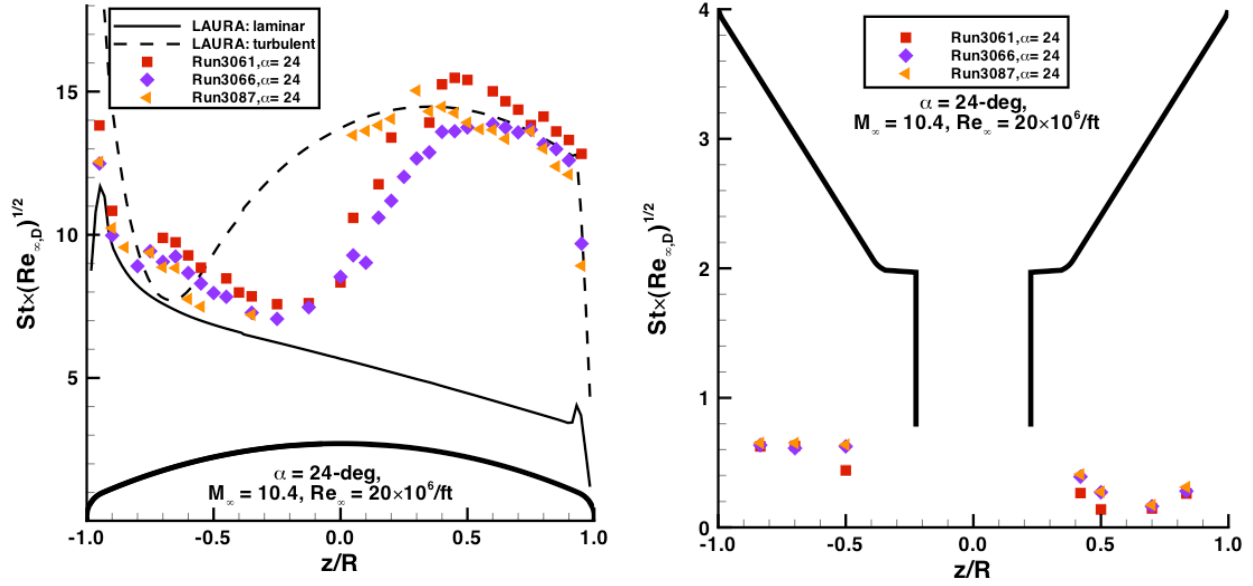 LAURA: laminar
LAURA: turbulent
Run3061,α= 24
Run3066,α= 24
Run3087,α= 24
15
10
5
St×(Re∞,D)1/2
α = 24-deg,
M∞ = 10.4, Re∞ = 20×10⁶/ft
-1.0 -0.5 0.0 0.5 1.0
z/R
Run3061,α= 24
Run3066,α= 24
Run3087,α= 24
α = 24-deg,
M∞ = 10.4, Re∞ = 20×10⁶/ft
4
3
2
1
0
St×(Re∞,D)1/2
-1.0 -0.5 0.0 0.5 1.0
z/R